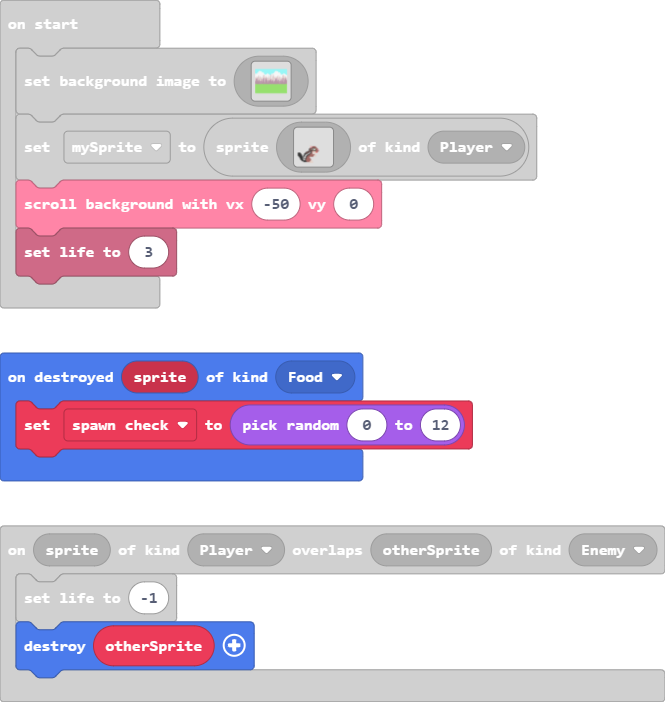 on start
set background image to
set mySprite to sprite of kind Player
scroll background with vx -50 vy 0
set life to 3
on destroyed sprite of kind Food
set spawn check to pick random 0 to 12
on sprite of kind Player overlaps otherSprite of kind Enemy
set life to -1
destroy otherSprite